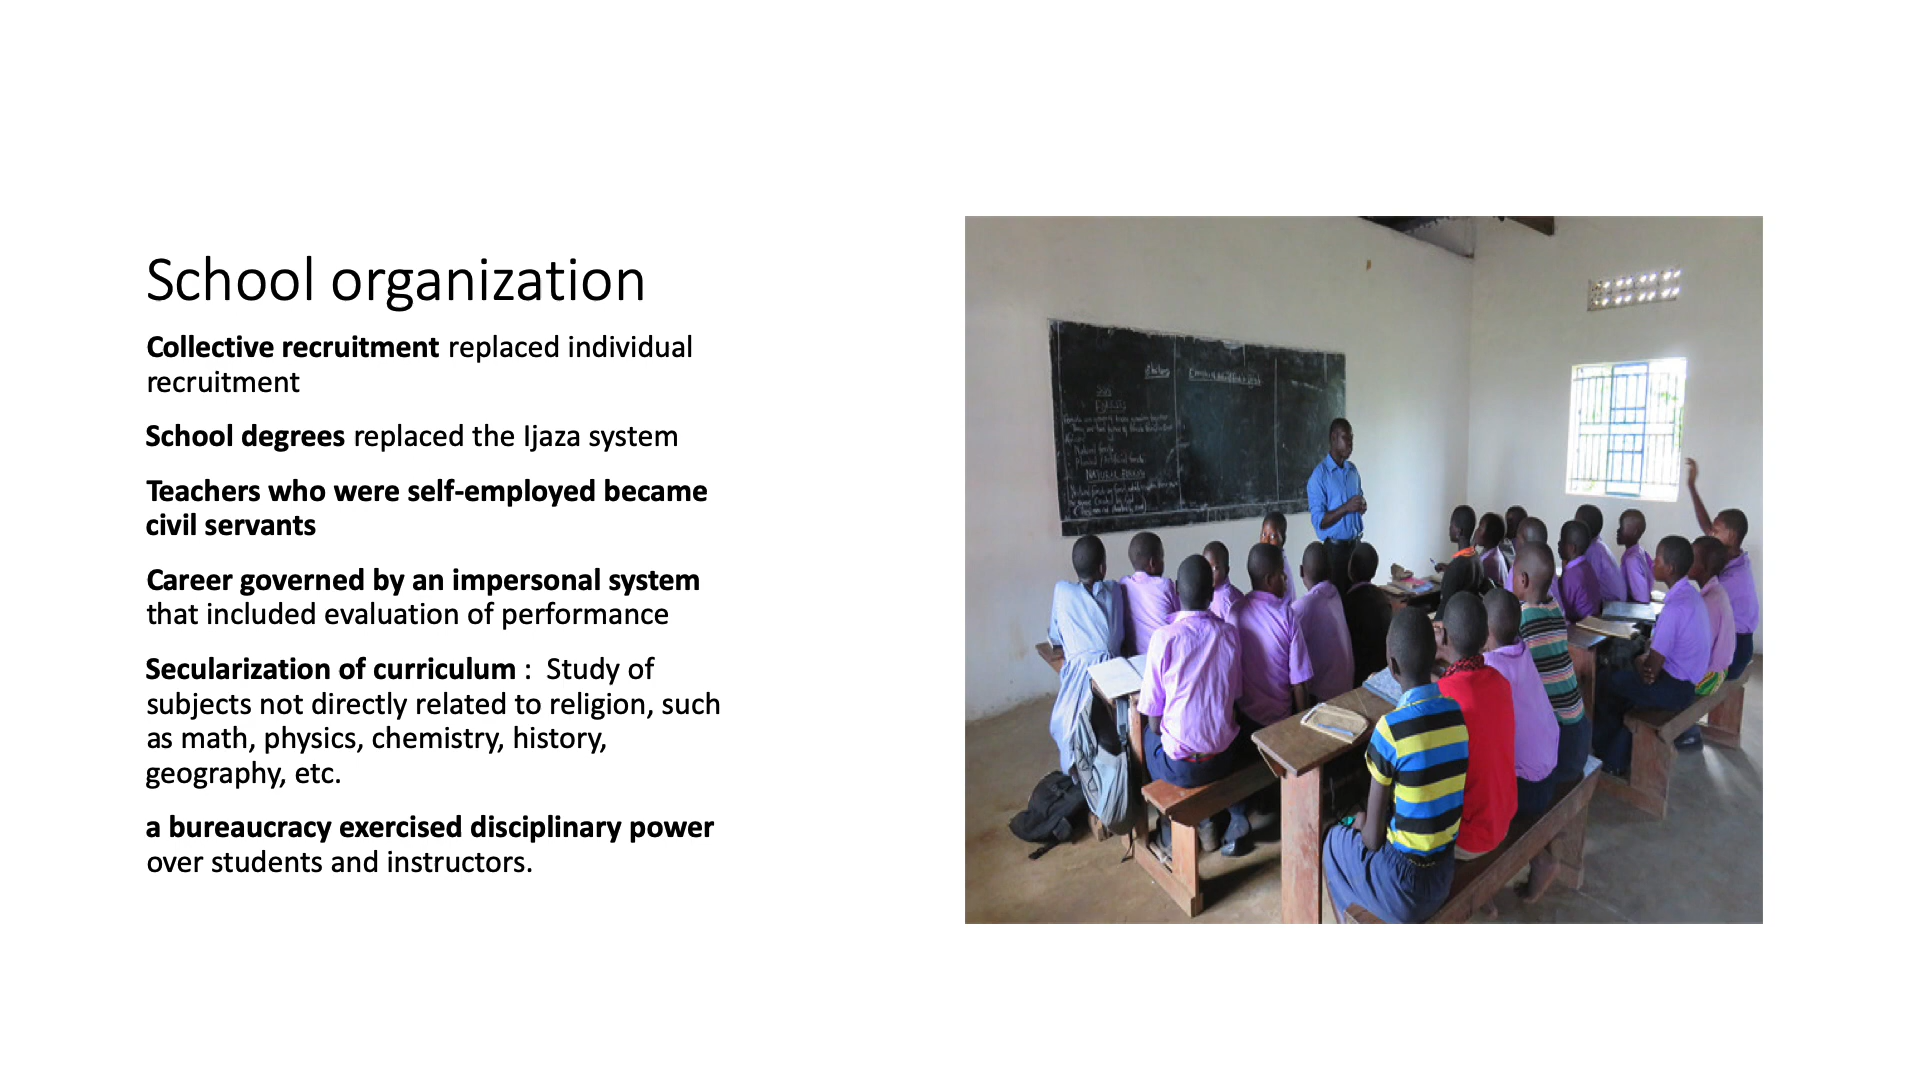 School organization
Collective recruitment replaced individual
recruitment
School degrees replaced the Ijaza system
Teachers who were self-employed became
civil servants
Career governed by an impersonal system
that included evaluation of performance
Secularization of curriculum :  Study of
subjects not directly related to religion, such
as math, physics, chemistry, history,
geography, etc.
a bureaucracy exercised disciplinary power
over students and instructors.